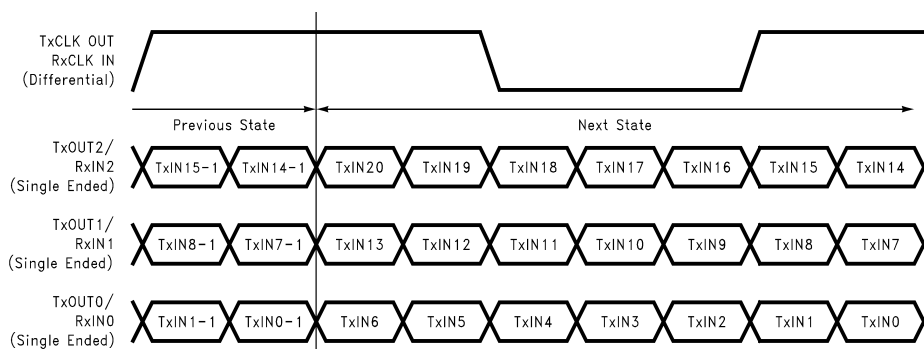 TxCLK OUT
RxCLK IN
(Differential)
Previous State
Next State
TxOUT2/
RxIN2
(Single Ended)
TxIN15-1 TxIN14-1 TxIN20 TxIN19 TxIN18 TxIN17 TxIN16 TxIN15 TxIN14
TxOUT1/
RxIN1
(Single Ended)
TxIN8-1 TxIN7-1 TxIN13 TxIN12 TxIN11 TxIN10 TxIN9 TxIN8 TxIN7
TxOUT0/
RxIN0
(Single Ended)
TxIN1-1 TxIN0-1 TxIN6 TxIN5 TxIN4 TxIN3 TxIN2 TxIN1 TxIN0